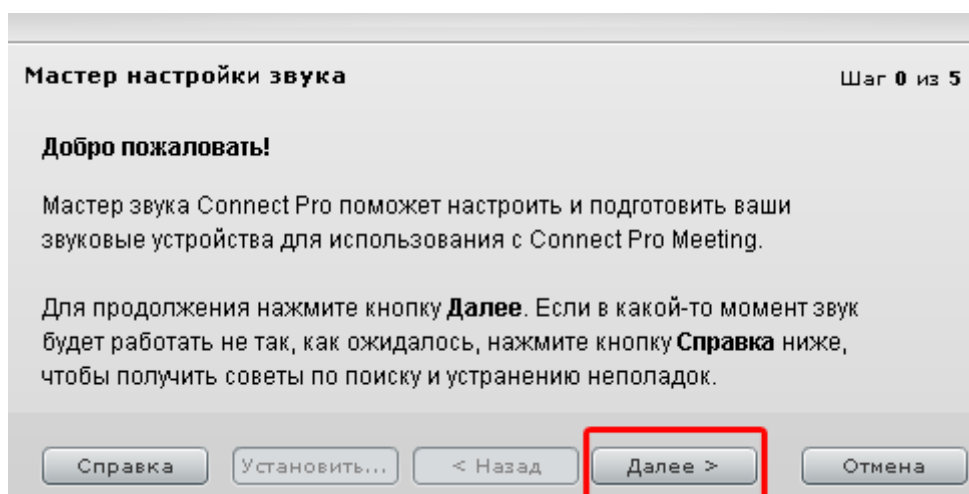 Мастер настройки звука
Шаг 0 из 5
Добро пожаловать!
Мастер звука Connect Pro поможет настроить и подготовить ваши
звуковые устройства для использования с Connect Pro Meeting.
Для продолжения нажмите кнопку Далее. Если в какой-то момент звук
будет работать не так, как ожидалось, нажмите кнопку Справка ниже,
чтобы получить советы по поиску и устранению неполадок.
Справка Установить... < Назад Далее > Отмена